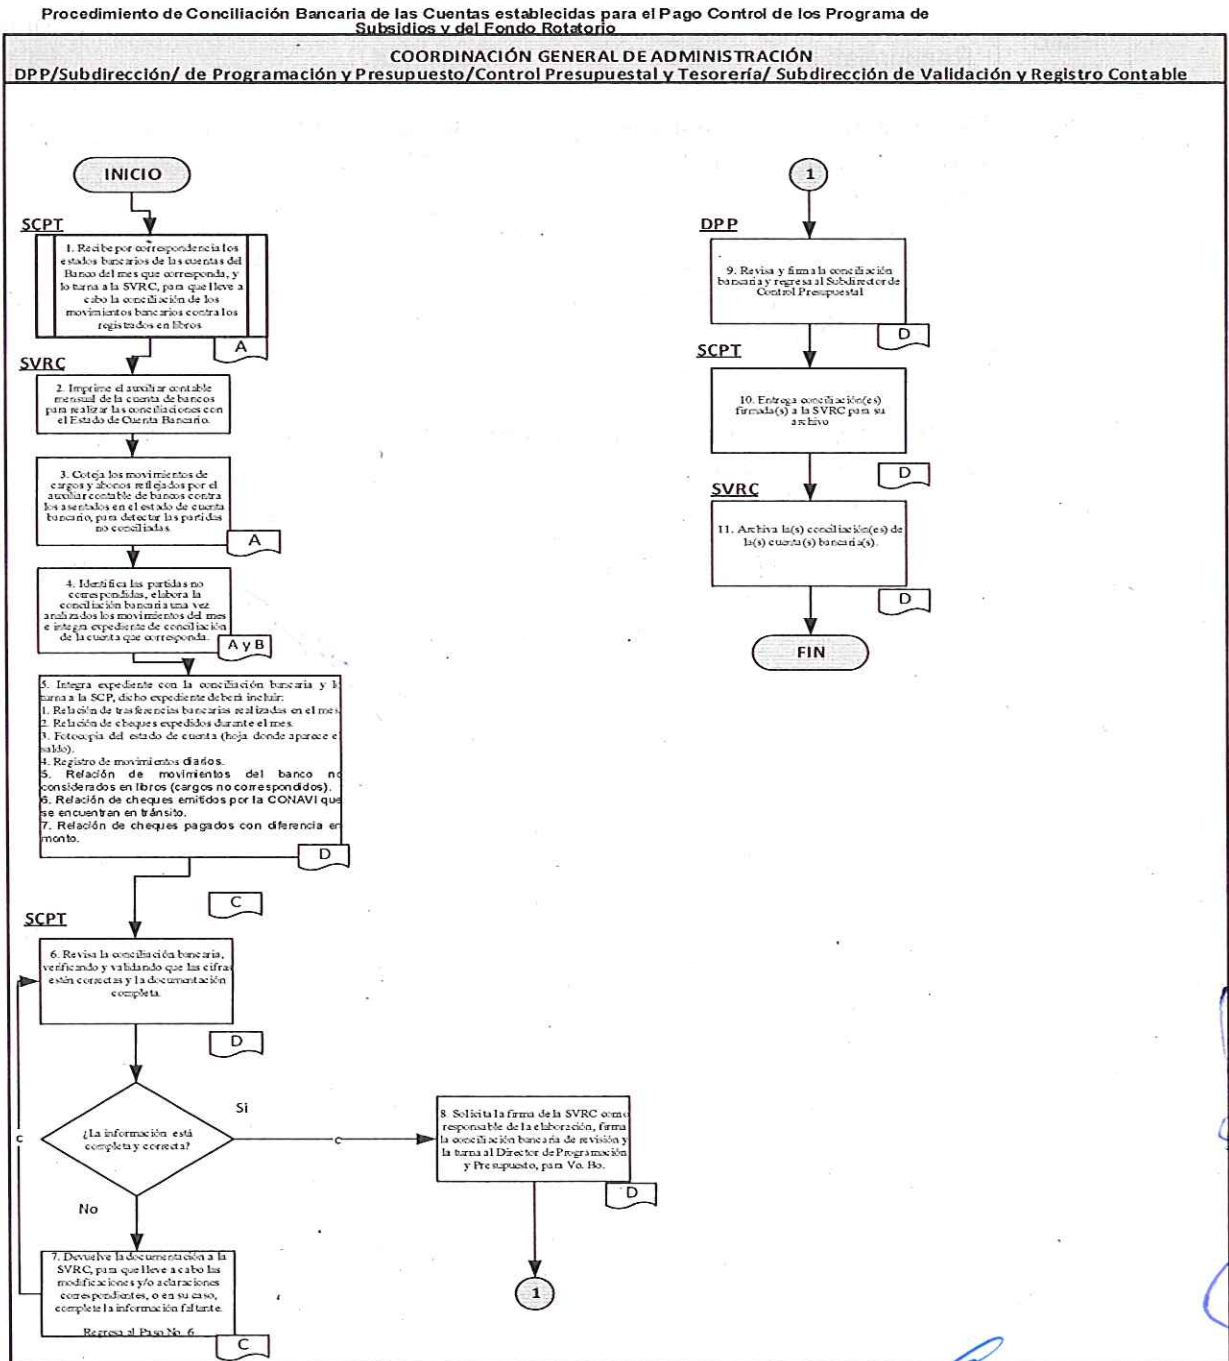 Procedimiento de Conciliación Bancaria de las Cuentas establecidas para el Pago Control de los Programa de
Subsidios y del Fondo Rotatorio
COORDINACIÓN GENERAL DE ADMINISTRACIÓN
DPP/Subdirección/ de Programación y Presupuesto/Control Presupuestal y Tesorería/ Subdirección de Validación y Registro Contable
INICIO
SCPT
1. Recibe por correspondencia los
estados bancarios de las cuentas del
Banco del mes que corresponda, y
lo turna a la SVRC, para que lleve a
cabo la conciliación de los
movimientos bancarios contra los
registrados en libros
A
SVRC
2. Imprime el auxiliar contable
mensual de la cuenta de bancos
para realizar las conciliaciones con
el Estado de Cuenta Bancario.
3. Coteja los movimientos de
cargos y abonos reflejados por el
auxiliar contable de bancos contra
los asentados en el estado de cuenta
bancario, para detectar las partidas
no conciliadas.
A
4. Identifica las partidas no
correspondidas, elabora la
conciliación bancaria una vez
analizados los movimientos del mes
e integra expediente de conciliación
de la cuenta que corresponda.
A y B
5. Integra expediente con la conciliación bancaria y l
turna a la SCP, dicho expediente deberá incluir:
1. Relación de trasferencias bancarias realizadas en el mes.
2. Relación de cheques expedidos durante el mes.
3. Fotocopia del estado de cuenta (hoja donde aparece e
saldo).
4. Registro de movimientos diarios.
5. Relación de movimientos del banco no
considerados en libros (cargos no correspondidos).
6. Relación de cheques emitidos por la CONAVI que
se encuentran en tránsito.
7. Relación de cheques pagados con diferencia en
monto.
D
C
SCPT
6. Revisa la conciliación bancaria,
verificando y validando que las cifras
estén correctas y la documentación
completa.
D
¿La información está
completa y correcta?
Si
c
c
No
7. Devuelve la documentación a la
SVRC, para que lleve a cabo las
modificaciones y/o aclaraciones
correspondientes, o en su caso,
complete la información faltante.
Regresa al Paso No. 6
C
8. Solicita la firma de la SVRC como
responsable de la elaboración, firma
la conciliación bancaria de revisión y
la turna al Director de Programación
y Presupuesto, para Vo. Bo.
D
1
1
DPP
9. Revisa y firma la conciliación
bancaria y regresa al Subdirector de
Control Presupuestal
D
SCPT
10. Entrega conciliación(es)
firmada(s) a la SVRC para su
archivo
D
SVRC
11. Archiva la(s) conciliación(es) de
la(s) cuenta(s) bancaria(s).
D
FIN